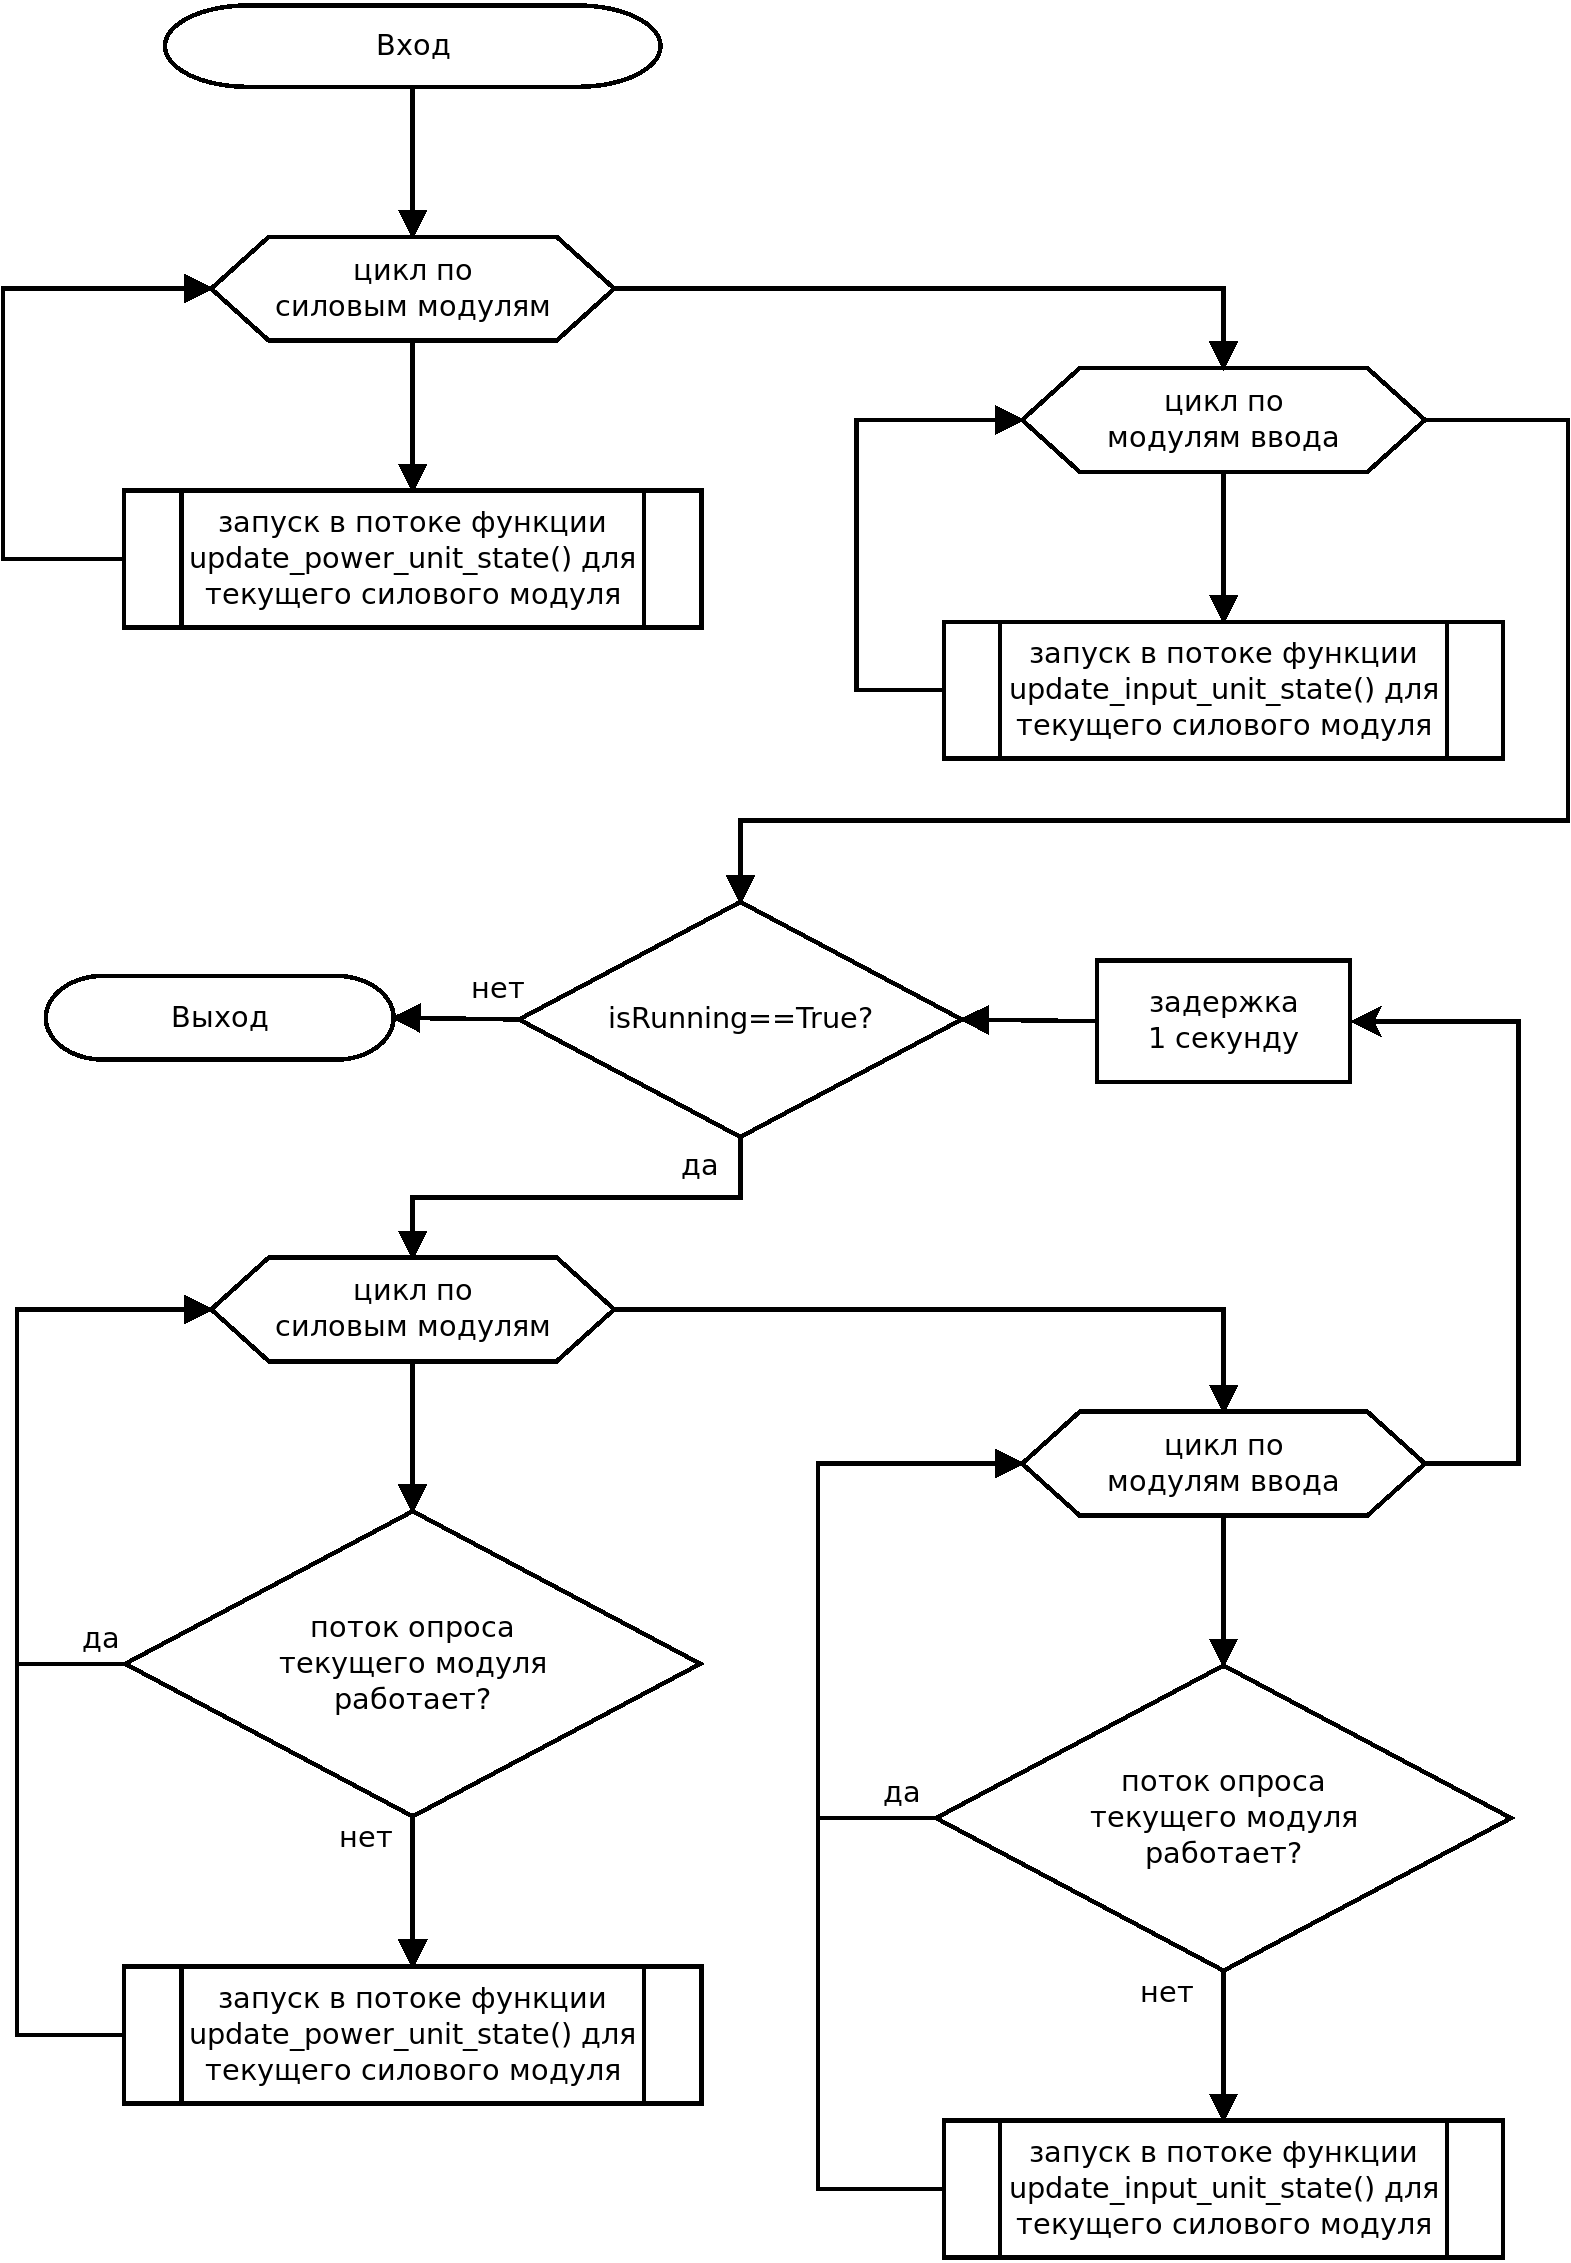 Вход
цикл по
силовым модулям
цикл по
модулям ввода
запуск в потоке функции
update_power_unit_state() для
текущего силового модуля
запуск в потоке функции
update_input_unit_state() для
текущего силового модуля
Выход
нет
isRunning==True?
задержка
1 секунду
да
цикл по
силовым модулям
цикл по
модулям ввода
поток опроса
текущего модуля
работает?
да
нет
поток опроса
текущего модуля
работает?
да
нет
запуск в потоке функции
update_power_unit_state() для
текущего силового модуля
запуск в потоке функции
update_input_unit_state() для
текущего силового модуля